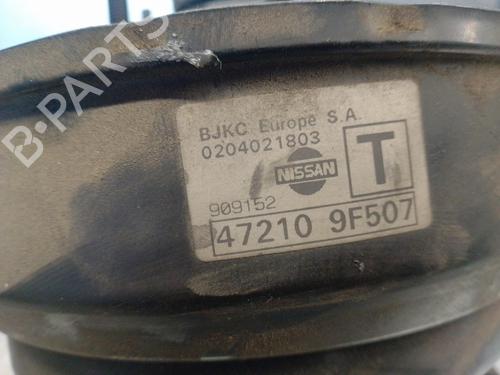 BJKC Europe S.A.
0204021803
T
NISSAN
909152
47210 9F507
B-Parts